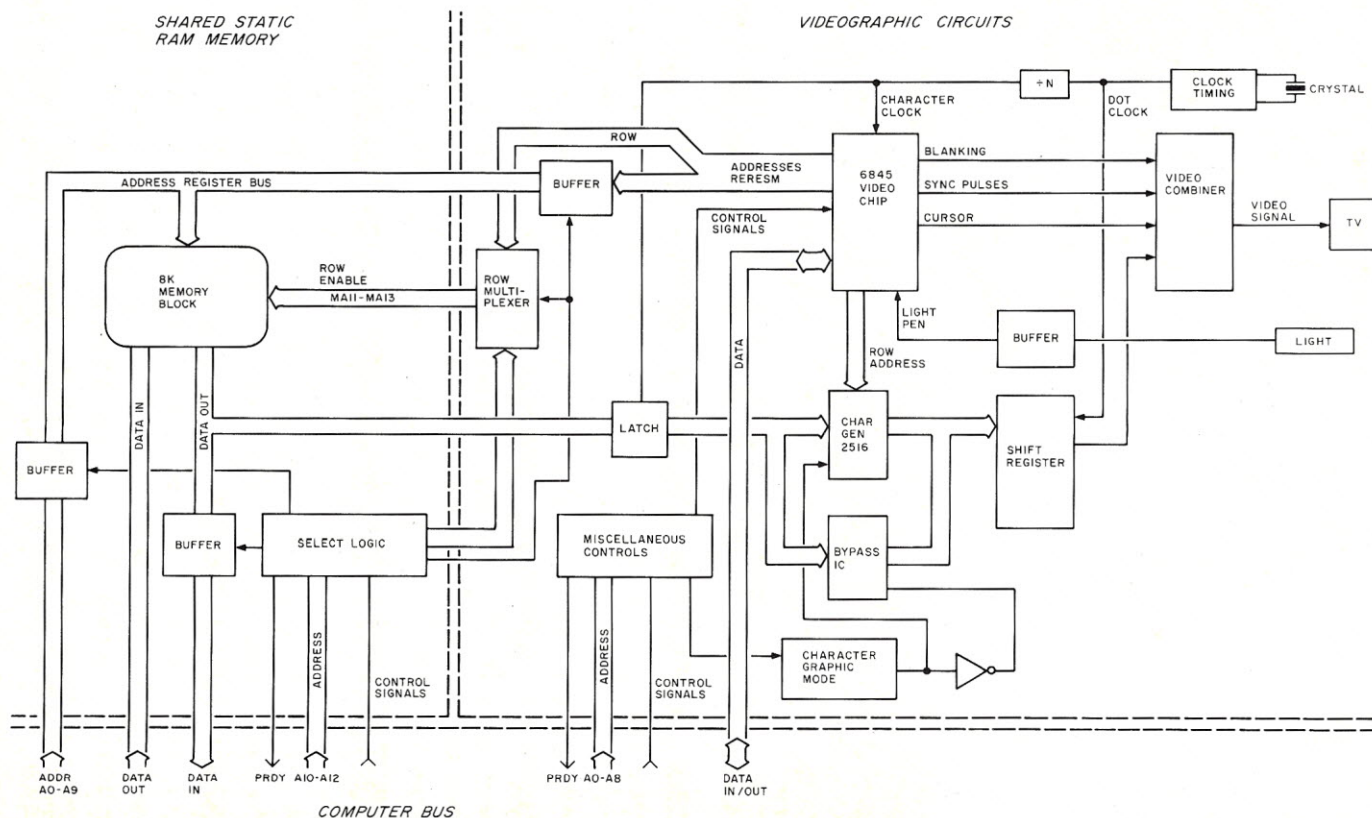 SHARED STATIC
RAM MEMORY
VIDEOGRAPHIC CIRCUITS
÷N
CLOCK
TIMING
CRYSTAL
CHARACTER
CLOCK
DOT
CLOCK
ROW
ADDRESSES
RERESM
BUFFER
ADDRESS REGISTER BUS
6845
VIDEO
CHIP
BLANKING
SYNC PULSES
CURSOR
VIDEO
COMBINER
VIDEO
SIGNAL
TV
CONTROL
SIGNALS
8K
MEMORY
BLOCK
ROW
ENABLE
MA11-MA13
ROW
MULTI-
PLEXER
LIGHT
PEN
BUFFER
LIGHT
DATA
ROW
ADDRESS
DATA IN
DATA OUT
LATCH
CHAR
GEN
2516
SHIFT
REGISTER
BUFFER
BUFFER
SELECT LOGIC
MISCELLANEOUS
CONTROLS
BYPASS
IC
CHARACTER
GRAPHIC
MODE
ADDRESS
CONTROL
SIGNALS
ADDRESS
CONTROL
SIGNALS
ADDR
A0-A9
DATA
OUT
DATA
IN
PRDY
A10-A12
PRDY
A0-A8
DATA
IN/OUT
COMPUTER BUS